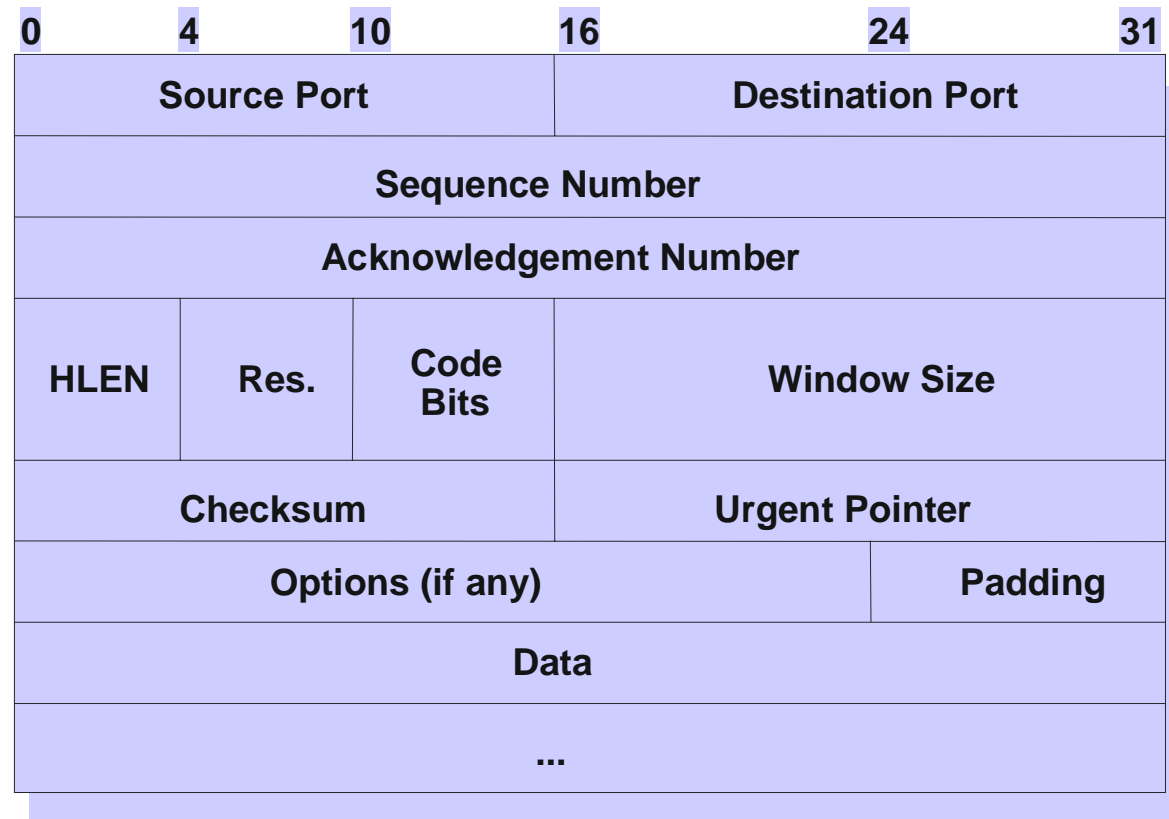 0 4 10 16 24 31
Source Port Destination Port
Sequence Number
Acknowledgement Number
HLEN Res. Code Bits Window Size
Checksum Urgent Pointer
Options (if any) Padding
Data
...